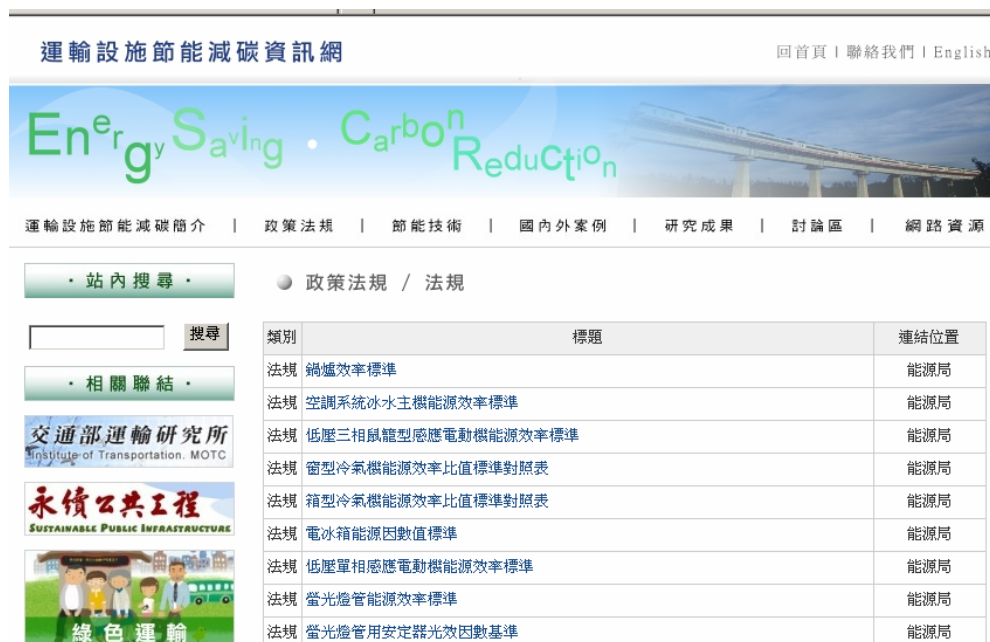 運輸設施節能減碳資訊網
回首頁 | 聯絡我們 | English
Energy Saving · Carbon Reduction
運輸設施節能減碳簡介 | 政策法規 | 節能技術 | 國內外案例 | 研究成果 | 討論區 | 網路資源
· 站內搜尋 ·
政策法規 / 法規
搜尋
類別 標題 連結位置
法規 鍋爐效率標準 能源局
法規 空調系統冰水主機能源效率標準 能源局
· 相關聯結 ·
法規 低壓三相鼠籠型感應電動機能源效率標準 能源局
交通部運輸研究所
Institute of Transportation. MOTC
法規 窗型冷氣機能源效率比值標準對照表 能源局
法規 箱型冷氣機能源效率比值標準對照表 能源局
永續公共工程
SUSTAINABLE PUBLIC INFRASTRUCTURE
法規 電冰箱能源因數值標準 能源局
法規 低壓單相感應電動機能源效率標準 能源局
法規 螢光燈管能源效率標準 能源局
綠色運輸
法規 螢光燈管用安定器光效因數基準 能源局